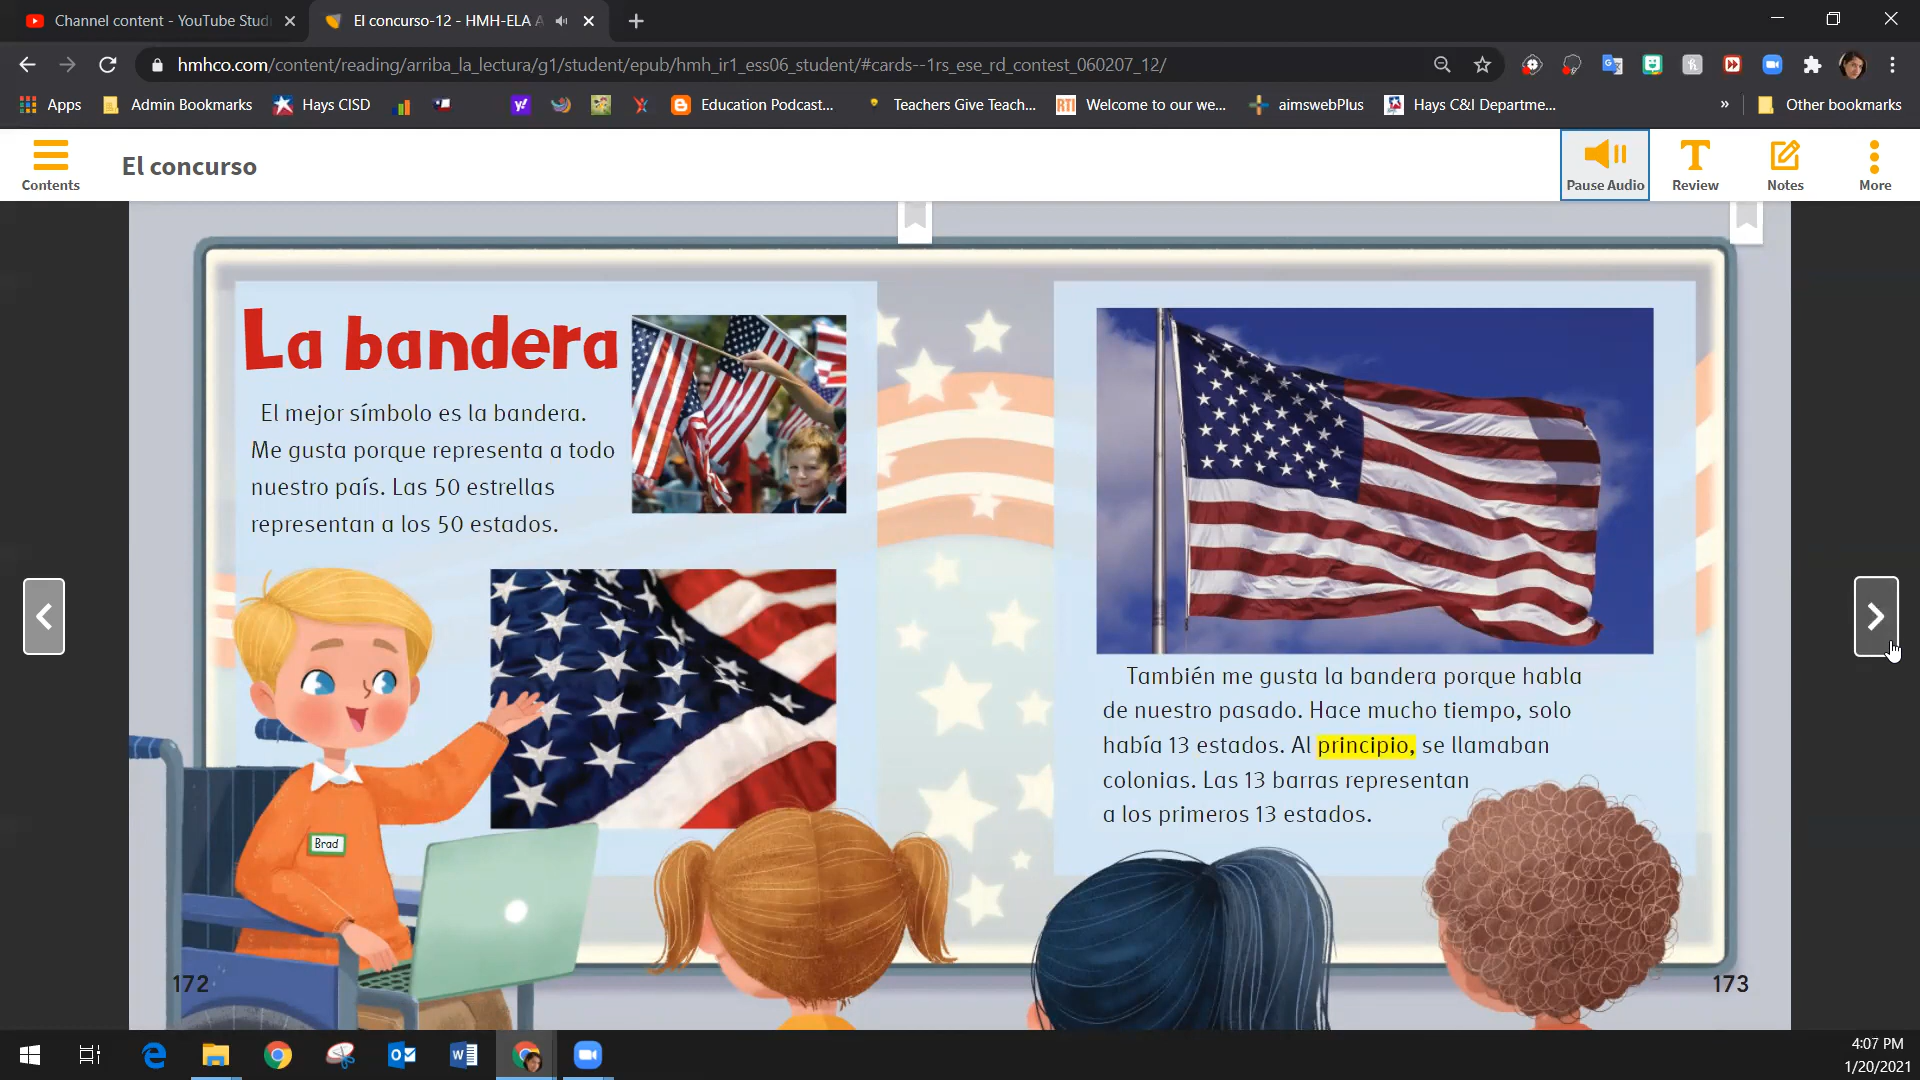 Channel content - YouTube Stud
El concurso-12 - HMH-ELA A
hmhco.com/content/reading/arriba_la_lectura/g1/student/epub/hmh_ir1_ess06_student/#cards--1rs_ese_rd_contest_060207_12/
Apps
Admin Bookmarks
Hays CISD
Education Podcast...
Teachers Give Teach...
RTI
Welcome to our we...
aimswebPlus
Hays C&I Departme...
»
Other bookmarks
Contents
El concurso
Pause Audio
Review
Notes
More
La bandera
El mejor símbolo es la bandera.
Me gusta porque representa a todo
nuestro país. Las 50 estrellas
representan a los 50 estados.
Brad
172
También me gusta la bandera porque habla
de nuestro pasado. Hace mucho tiempo, solo
había 13 estados. Al principio, se llamaban
colonias. Las 13 barras representan
a los primeros 13 estados.
173
4:07 PM
1/20/2021